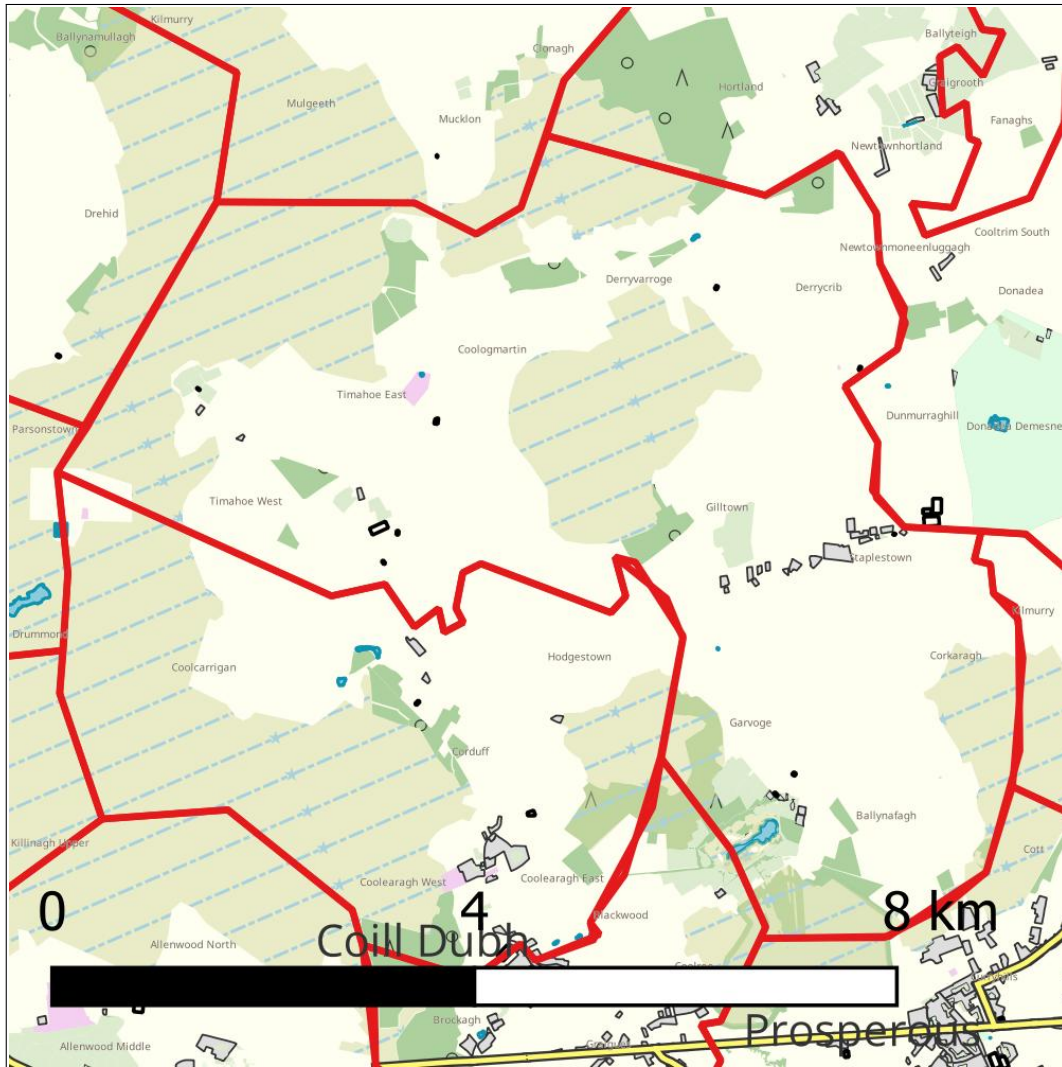 Kilmurry
Ballynamullagh
Clonagh
Ballyteigh
Hortland
Graigrooth
Mulgeeth
Mucklon
Fanaghs
Newtownhortland
Drehid
Cooltrim South
Newtownmoneenluggagh
Derryvarroge
Derrycrib
Donadea
Coologmartin
Timahoe East
Parsonstown
Dunmurraghill
Donadea Demesne
Timahoe West
Gilltown
Staplestown
Kilmurry
Drummond
Coolcarrigan
Hodgestown
Corkaragh
Corduff
Garvoge
Ballynafagh
Killinagh Upper
Cott
Coolearagh West
Coolearagh East
0 4 8 km
Blackwood
Allenwood North
Coill Dubh
Brockagh
Prosperous
Allenwood Middle